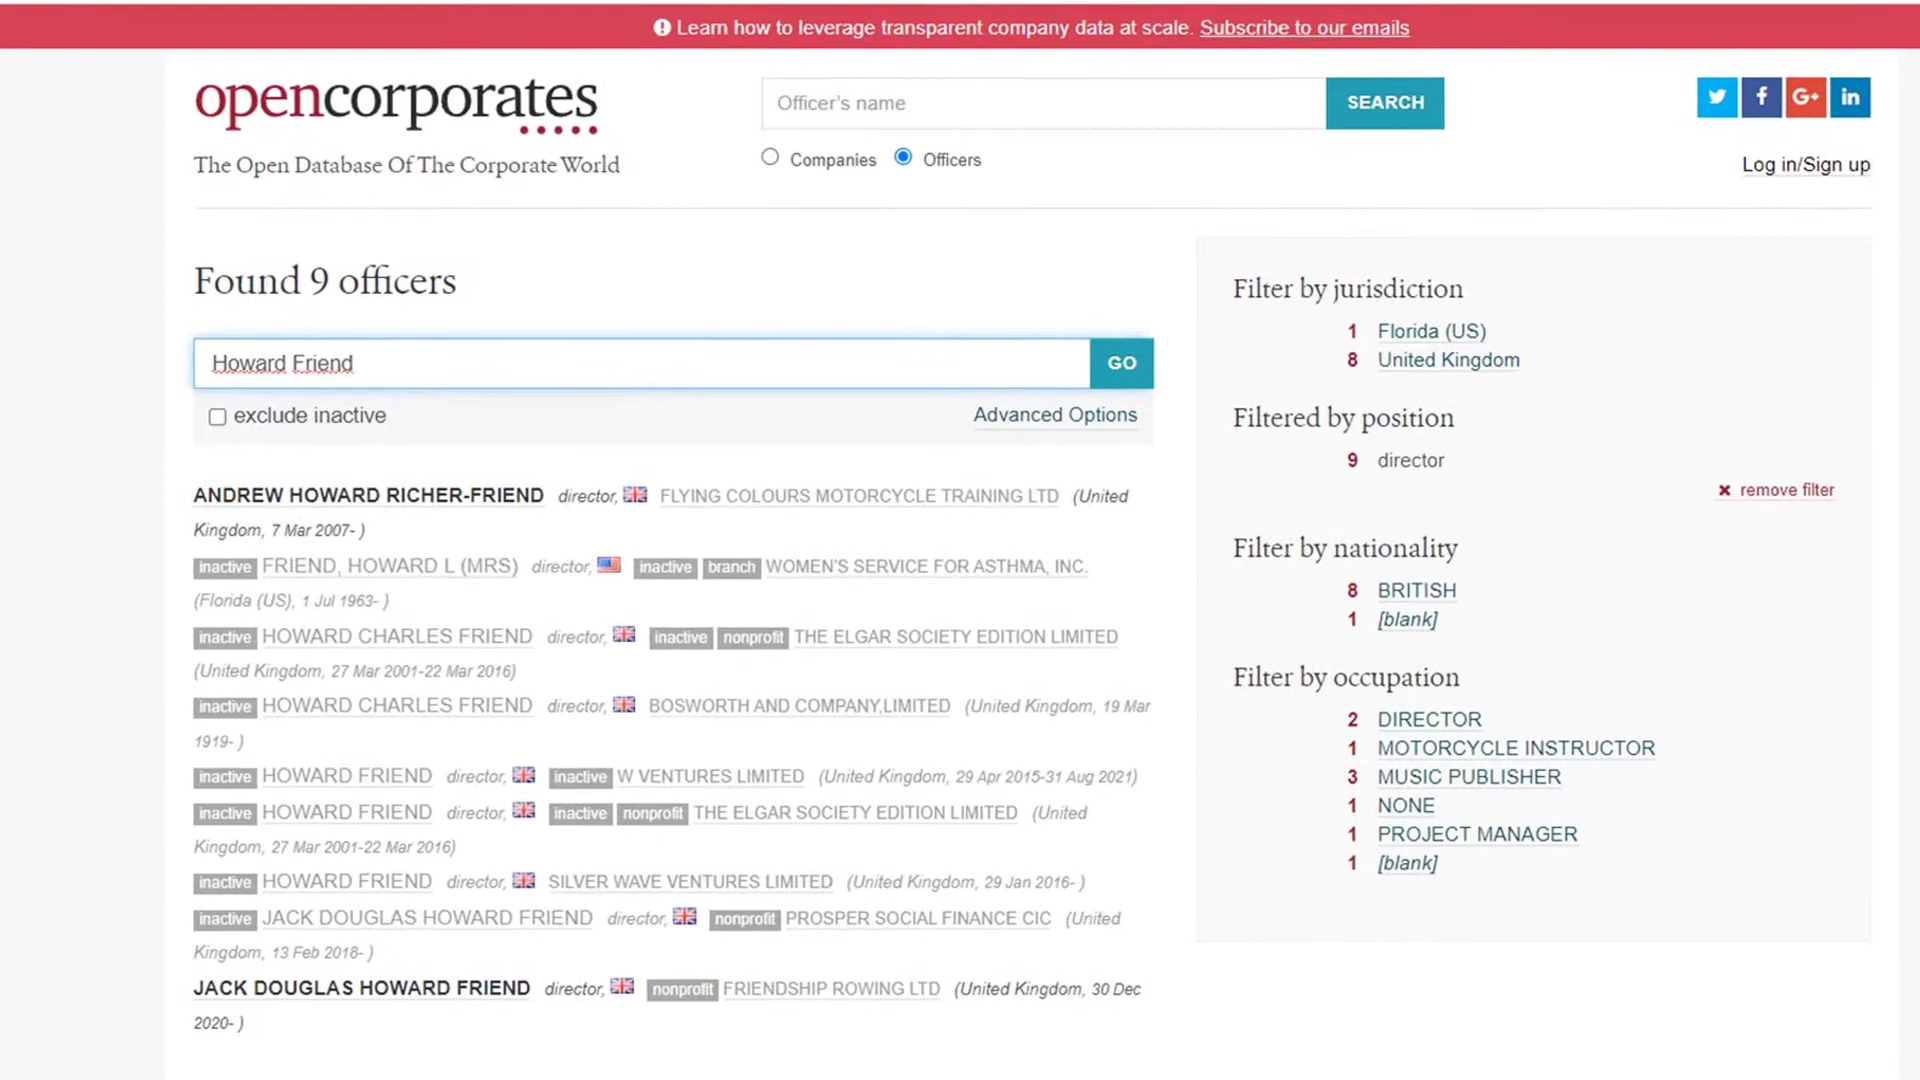 Learn how to leverage transparent company data at scale. Subscribe to our emails
opencorporates
The Open Database Of The Corporate World
Officer's name
SEARCH
Companies Officers
Log in/Sign up
Found 9 officers
Howard Friend
GO
exclude inactive
Advanced Options
ANDREW HOWARD RICHER-FRIEND director, FLYING COLOURS MOTORCYCLE TRAINING LTD (United
Kingdom, 7 Mar 2007- )
inactive FRIEND, HOWARD L (MRS) director, inactive branch WOMEN'S SERVICE FOR ASTHMA, INC.
(Florida (US), 1 Jul 1963- )
inactive HOWARD CHARLES FRIEND director, inactive nonprofit THE ELGAR SOCIETY EDITION LIMITED
(United Kingdom, 27 Mar 2001-22 Mar 2016)
inactive HOWARD CHARLES FRIEND director, BOSWORTH AND COMPANY,LIMITED (United Kingdom, 19 Mar
1919- )
inactive HOWARD FRIEND director, inactive W VENTURES LIMITED (United Kingdom, 29 Apr 2015-31 Aug 2021)
inactive HOWARD FRIEND director, inactive nonprofit THE ELGAR SOCIETY EDITION LIMITED (United
Kingdom, 27 Mar 2001-22 Mar 2016)
inactive HOWARD FRIEND director, SILVER WAVE VENTURES LIMITED (United Kingdom, 29 Jan 2016- )
inactive JACK DOUGLAS HOWARD FRIEND director, nonprofit PROSPER SOCIAL FINANCE CIC (United
Kingdom, 13 Feb 2018- )
JACK DOUGLAS HOWARD FRIEND director, nonprofit FRIENDSHIP ROWING LTD (United Kingdom, 30 Dec
2020- )
Filter by jurisdiction
1 Florida (US)
8 United Kingdom
Filtered by position
9 director
remove filter
Filter by nationality
8 BRITISH
1 [blank]
Filter by occupation
2 DIRECTOR
1 MOTORCYCLE INSTRUCTOR
3 MUSIC PUBLISHER
1 NONE
1 PROJECT MANAGER
1 [blank]